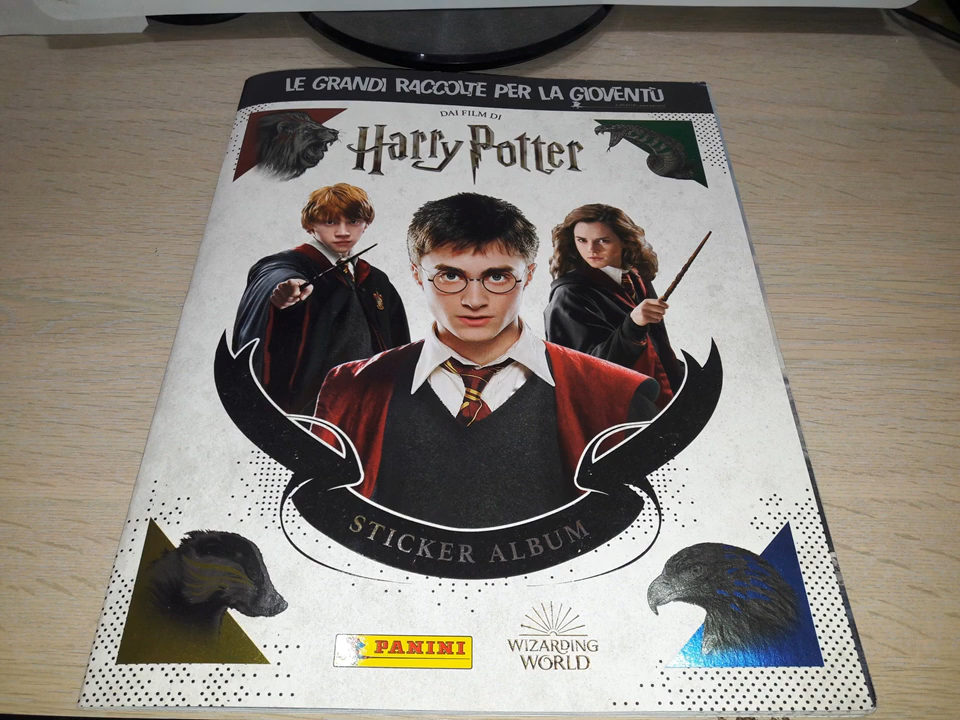 LE GRANDI RACCOLTE PER LA GIOVENTÙ
DAI FILM DI
Harry Potter
STICKER ALBUM
PANINI
WIZARDING
WORLD